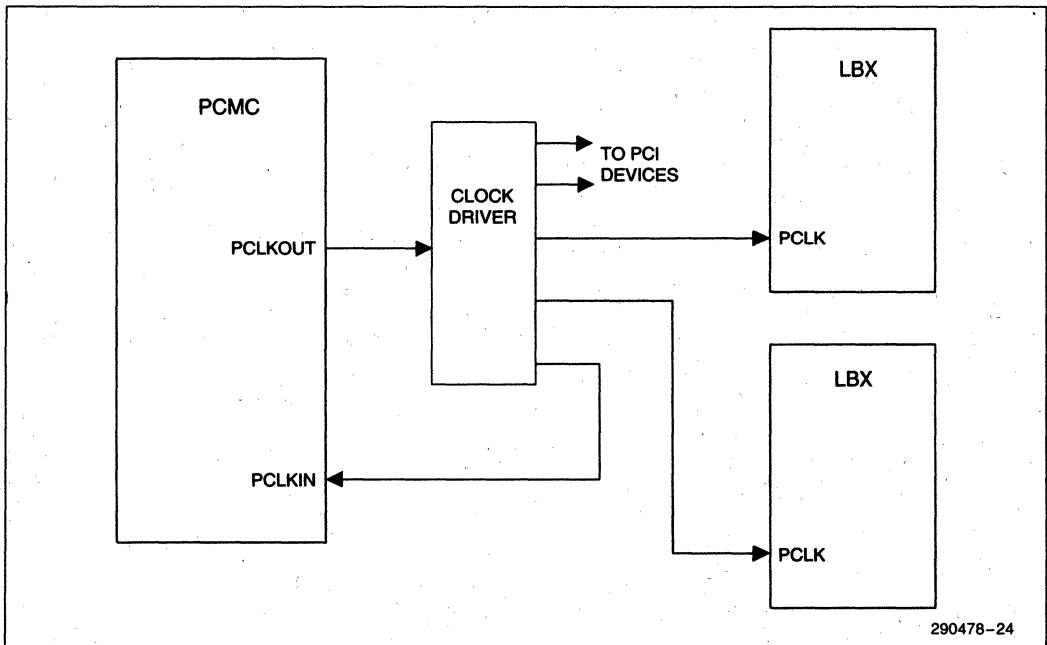 PCMC
PCLKOUT
PCLKIN
CLOCK
DRIVER
TO PCI
DEVICES
LBX
PCLK
LBX
PCLK
290478-24